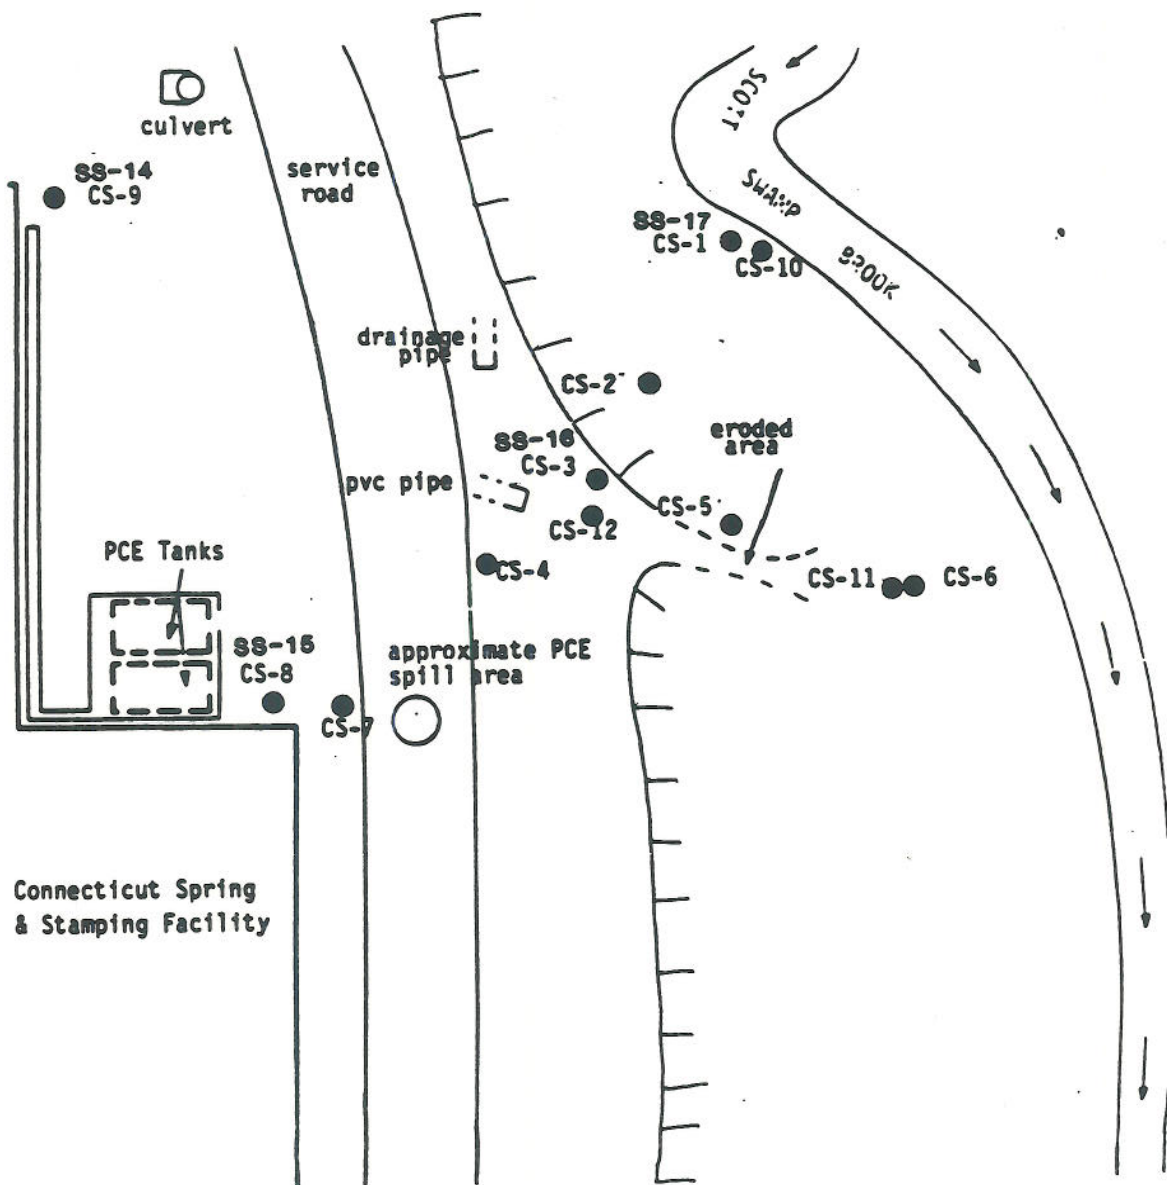 culvert
SS-14
CS-9
service
road
SCOTT
SWAMP
BROOK
SS-17
CS-1
CS-10
drainage
pipe
CS-2
SS-16
CS-3
eroded
area
pvc pipe
CS-5
CS-12
PCE Tanks
CS-4
CS-11
CS-6
SS-15
CS-8
approximate PCE
spill area
CS-7
Connecticut Spring
& Stamping Facility